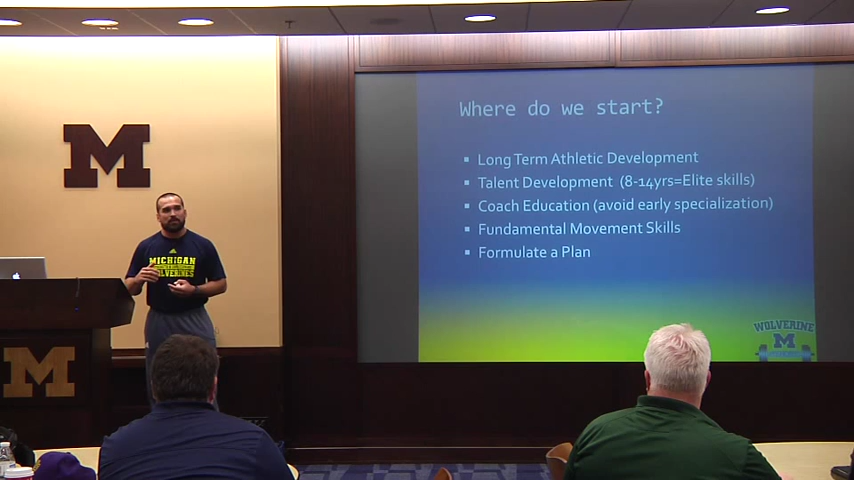 M
Where do we start?
▪ Long Term Athletic Development
▪ Talent Development (8-14yrs=Elite skills)
▪ Coach Education (avoid early specialization)
▪ Fundamental Movement Skills
▪ Formulate a Plan
MICHIGAN
WOLVERINES
M
WOLVERINE
M